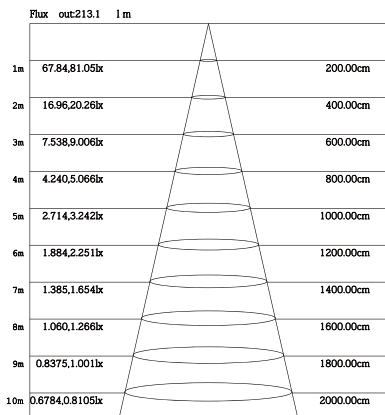 Flux out:213.1 lm
1m 67.84,81.05lx 200.00cm
2m 16.96,20.26lx 400.00cm
3m 7.538,9.006lx 600.00cm
4m 4.240,5.066lx 800.00cm
5m 2.714,3.242lx 1000.00cm
6m 1.884,2.251lx 1200.00cm
7m 1.385,1.654lx 1400.00cm
8m 1.060,1.266lx 1600.00cm
9m 0.8375,1.001lx 1800.00cm
10m 0.6784,0.8105lx 2000.00cm